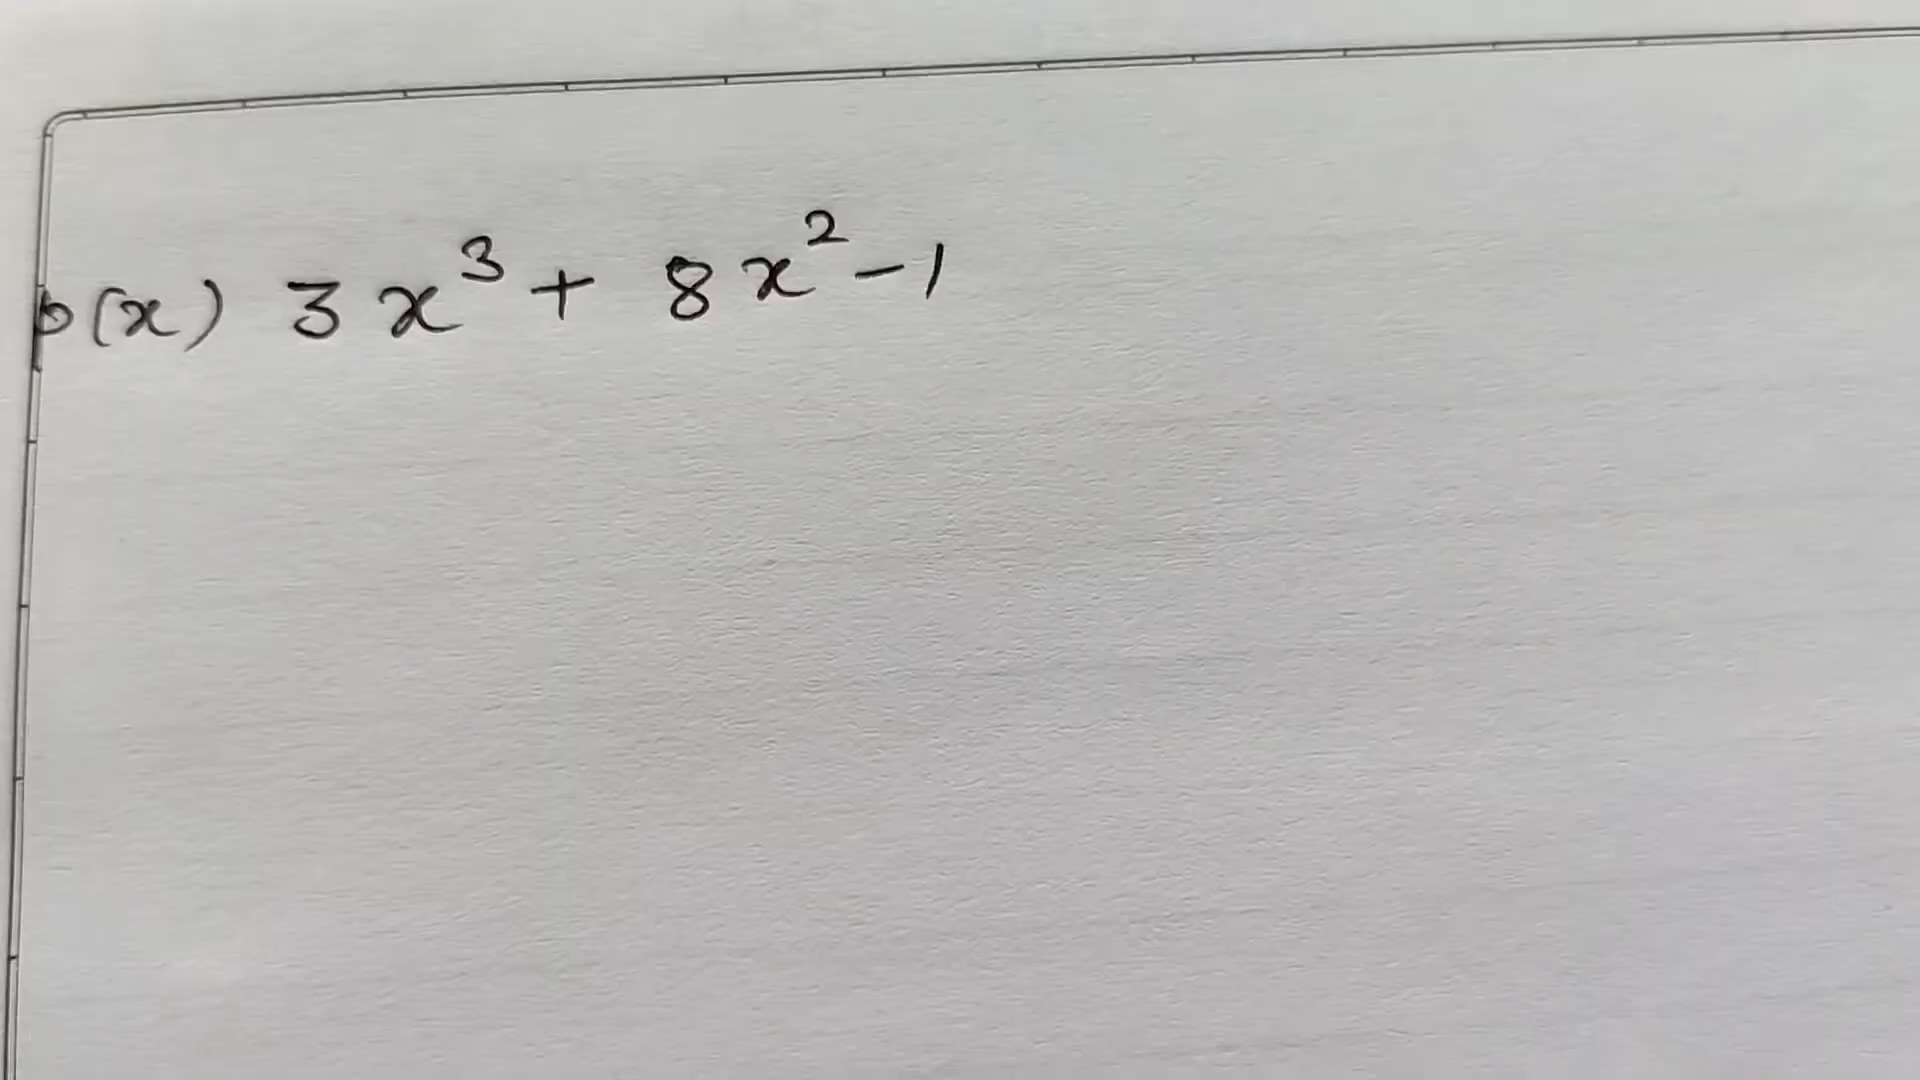 p(x) 3x³ + 8x² - 1